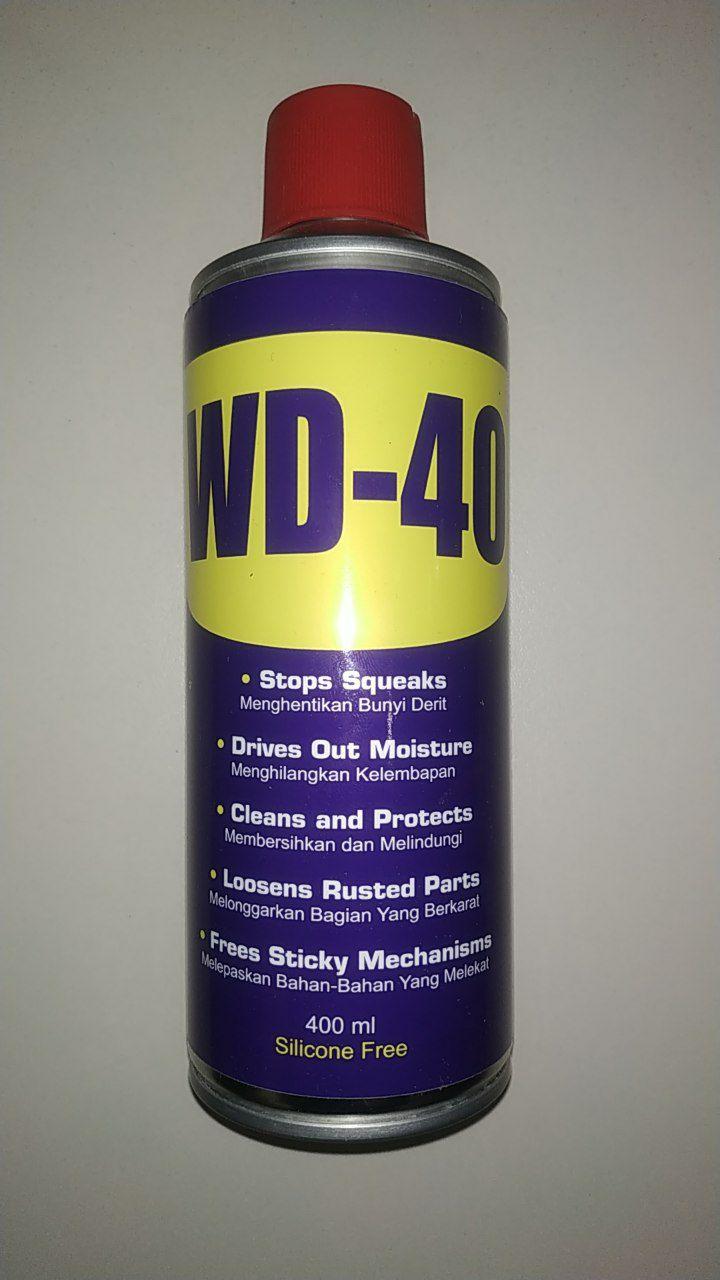 WD-40
• Stops Squeaks
Menghentikan Bunyi Derit
• Drives Out Moisture
Menghilangkan Kelembapan
• Cleans and Protects
Membersihkan dan Melindungi
• Loosens Rusted Parts
Melonggarkan Bagian Yang Berkarat
• Frees Sticky Mechanisms
Melepaskan Bahan-Bahan Yang Melekat
400 ml
Silicone Free